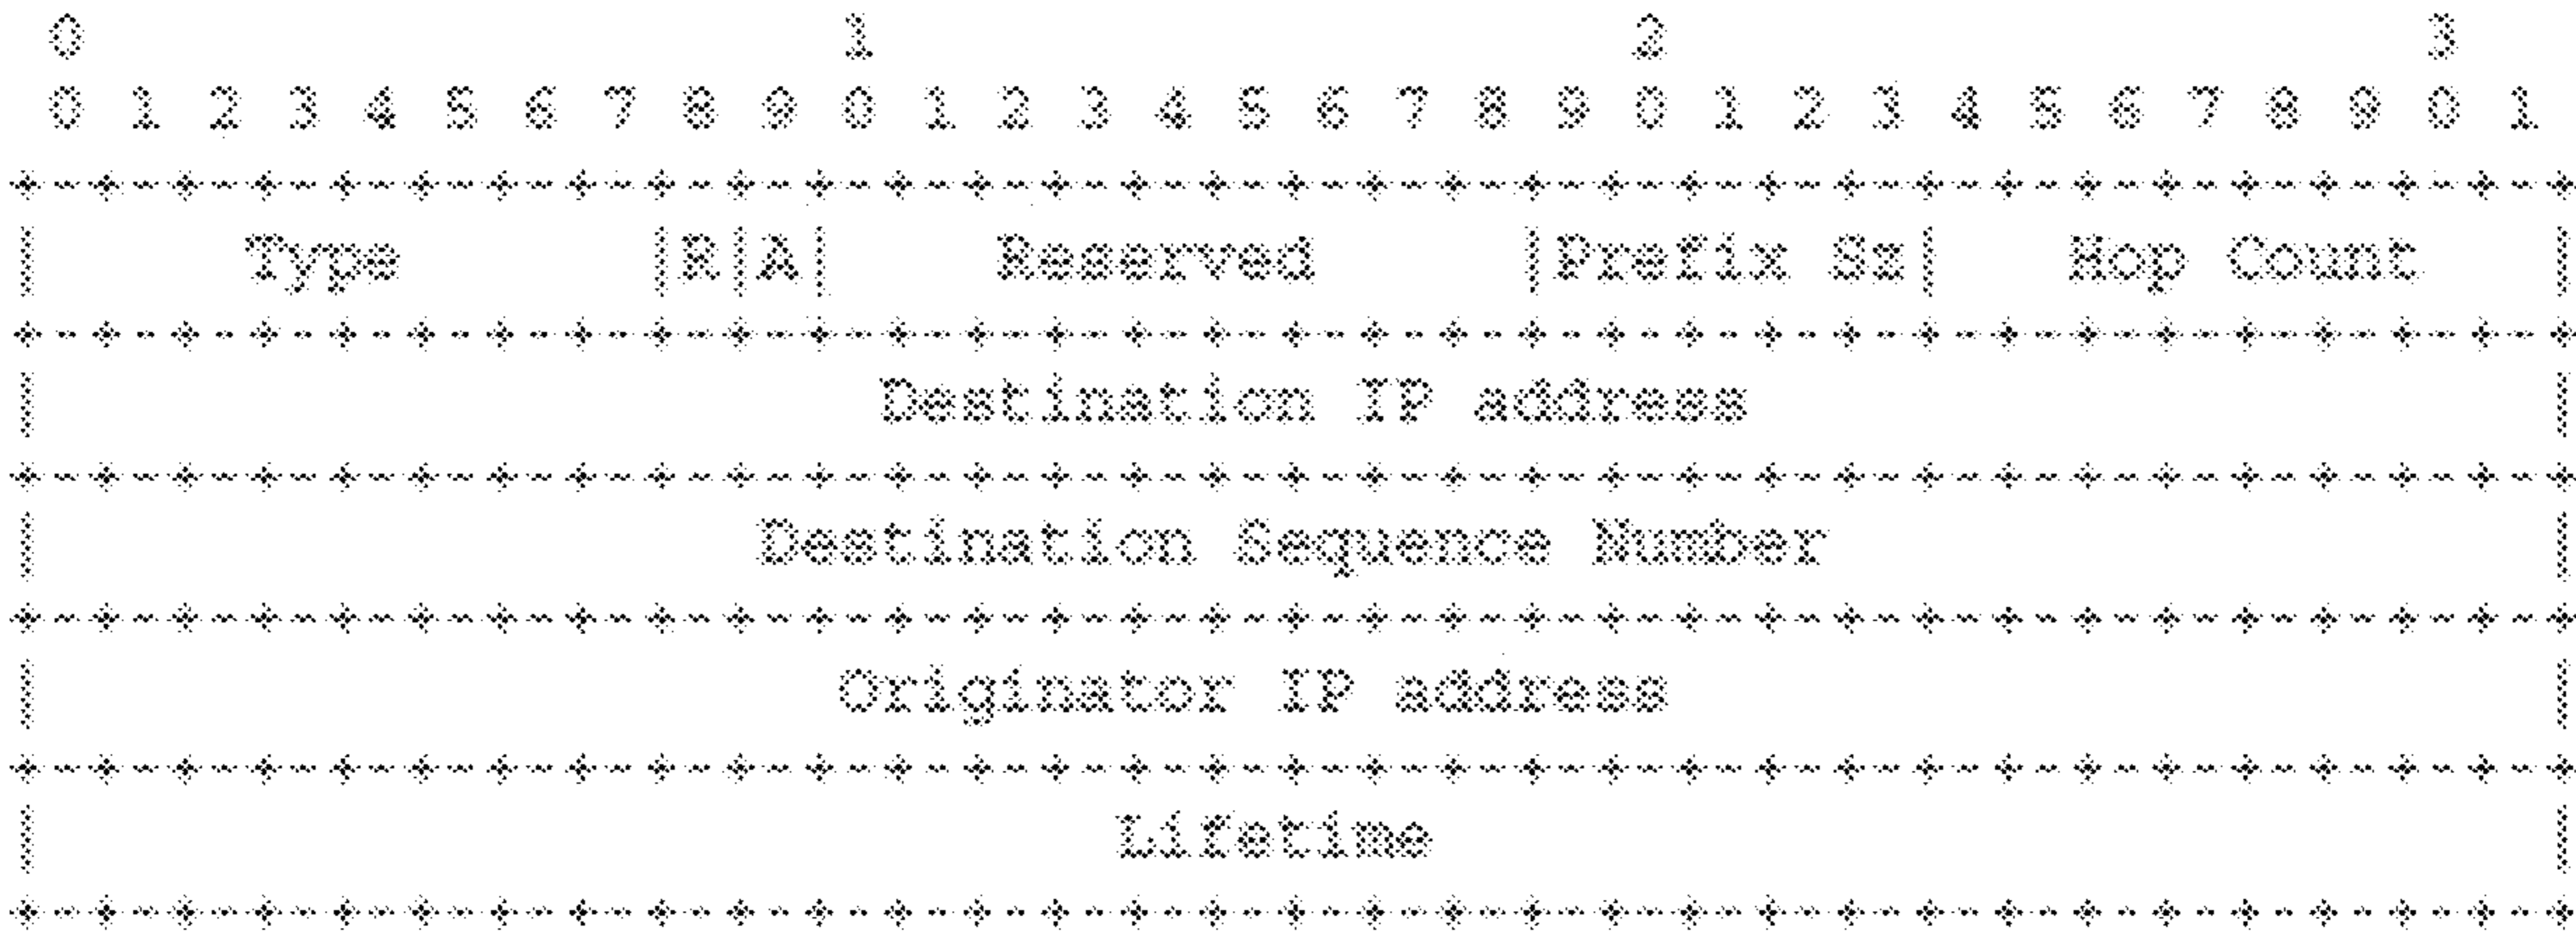 0                   1                   2                   3
0 1 2 3 4 5 6 7 8 9 0 1 2 3 4 5 6 7 8 9 0 1 2 3 4 5 6 7 8 9 0 1
+-+-+-+-+-+-+-+-+-+-+-+-+-+-+-+-+-+-+-+-+-+-+-+-+-+-+-+-+-+-+-+-+
|     Type      |R|A|    Reserved     |Prefix Sz|   Hop Count   |
+-+-+-+-+-+-+-+-+-+-+-+-+-+-+-+-+-+-+-+-+-+-+-+-+-+-+-+-+-+-+-+-+
|                     Destination IP address                    |
+-+-+-+-+-+-+-+-+-+-+-+-+-+-+-+-+-+-+-+-+-+-+-+-+-+-+-+-+-+-+-+-+
|                  Destination Sequence Number                  |
+-+-+-+-+-+-+-+-+-+-+-+-+-+-+-+-+-+-+-+-+-+-+-+-+-+-+-+-+-+-+-+-+
|                    Originator IP address                      |
+-+-+-+-+-+-+-+-+-+-+-+-+-+-+-+-+-+-+-+-+-+-+-+-+-+-+-+-+-+-+-+-+
|                           Lifetime                            |
+-+-+-+-+-+-+-+-+-+-+-+-+-+-+-+-+-+-+-+-+-+-+-+-+-+-+-+-+-+-+-+-+